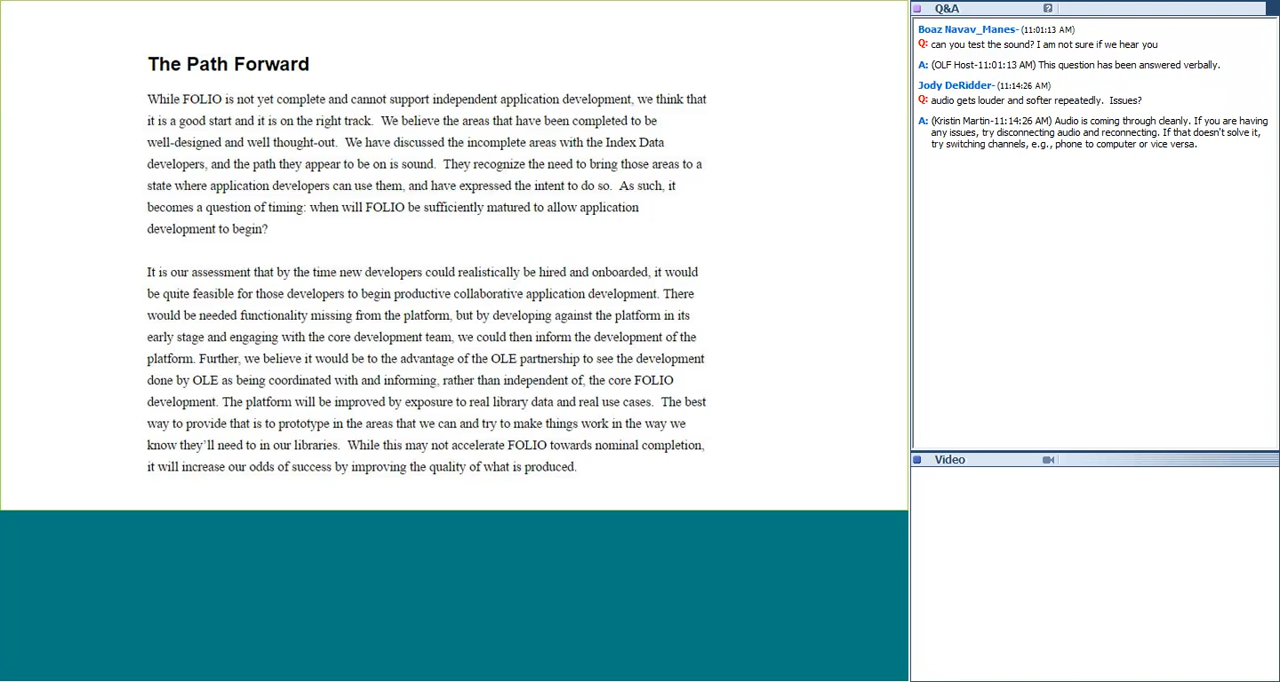 The Path Forward
While FOLIO is not yet complete and cannot support independent application development, we think that
it is a good start and it is on the right track.  We believe the areas that have been completed to be
well-designed and well thought-out.  We have discussed the incomplete areas with the Index Data
developers, and the path they appear to be on is sound.  They recognize the need to bring those areas to a
state where application developers can use them, and have expressed the intent to do so.  As such, it
becomes a question of timing: when will FOLIO be sufficiently matured to allow application
development to begin?
It is our assessment that by the time new developers could realistically be hired and onboarded, it would
be quite feasible for those developers to begin productive collaborative application development. There
would be needed functionality missing from the platform, but by developing against the platform in its
early stage and engaging with the core development team, we could then inform the development of the
platform. Further, we believe it would be to the advantage of the OLE partnership to see the development
done by OLE as being coordinated with and informing, rather than independent of, the core FOLIO
development. The platform will be improved by exposure to real library data and real use cases.  The best
way to provide that is to prototype in the areas that we can and try to make things work in the way we
know they'll need to in our libraries.  While this may not accelerate FOLIO towards nominal completion,
it will increase our odds of success by improving the quality of what is produced.
Q&A
?
Boaz Navav_Manes- (11:01:13 AM)
Q: can you test the sound? I am not sure if we hear you
A: (OLF Host-11:01:13 AM) This question has been answered verbally.
Jody DeRidder- (11:14:26 AM)
Q: audio gets louder and softer repeatedly.  Issues?
A: (Kristin Martin-11:14:26 AM) Audio is coming through cleanly. If you are having
any issues, try disconnecting audio and reconnecting. If that doesn't solve it,
try switching channels, e.g., phone to computer or vice versa.
Video